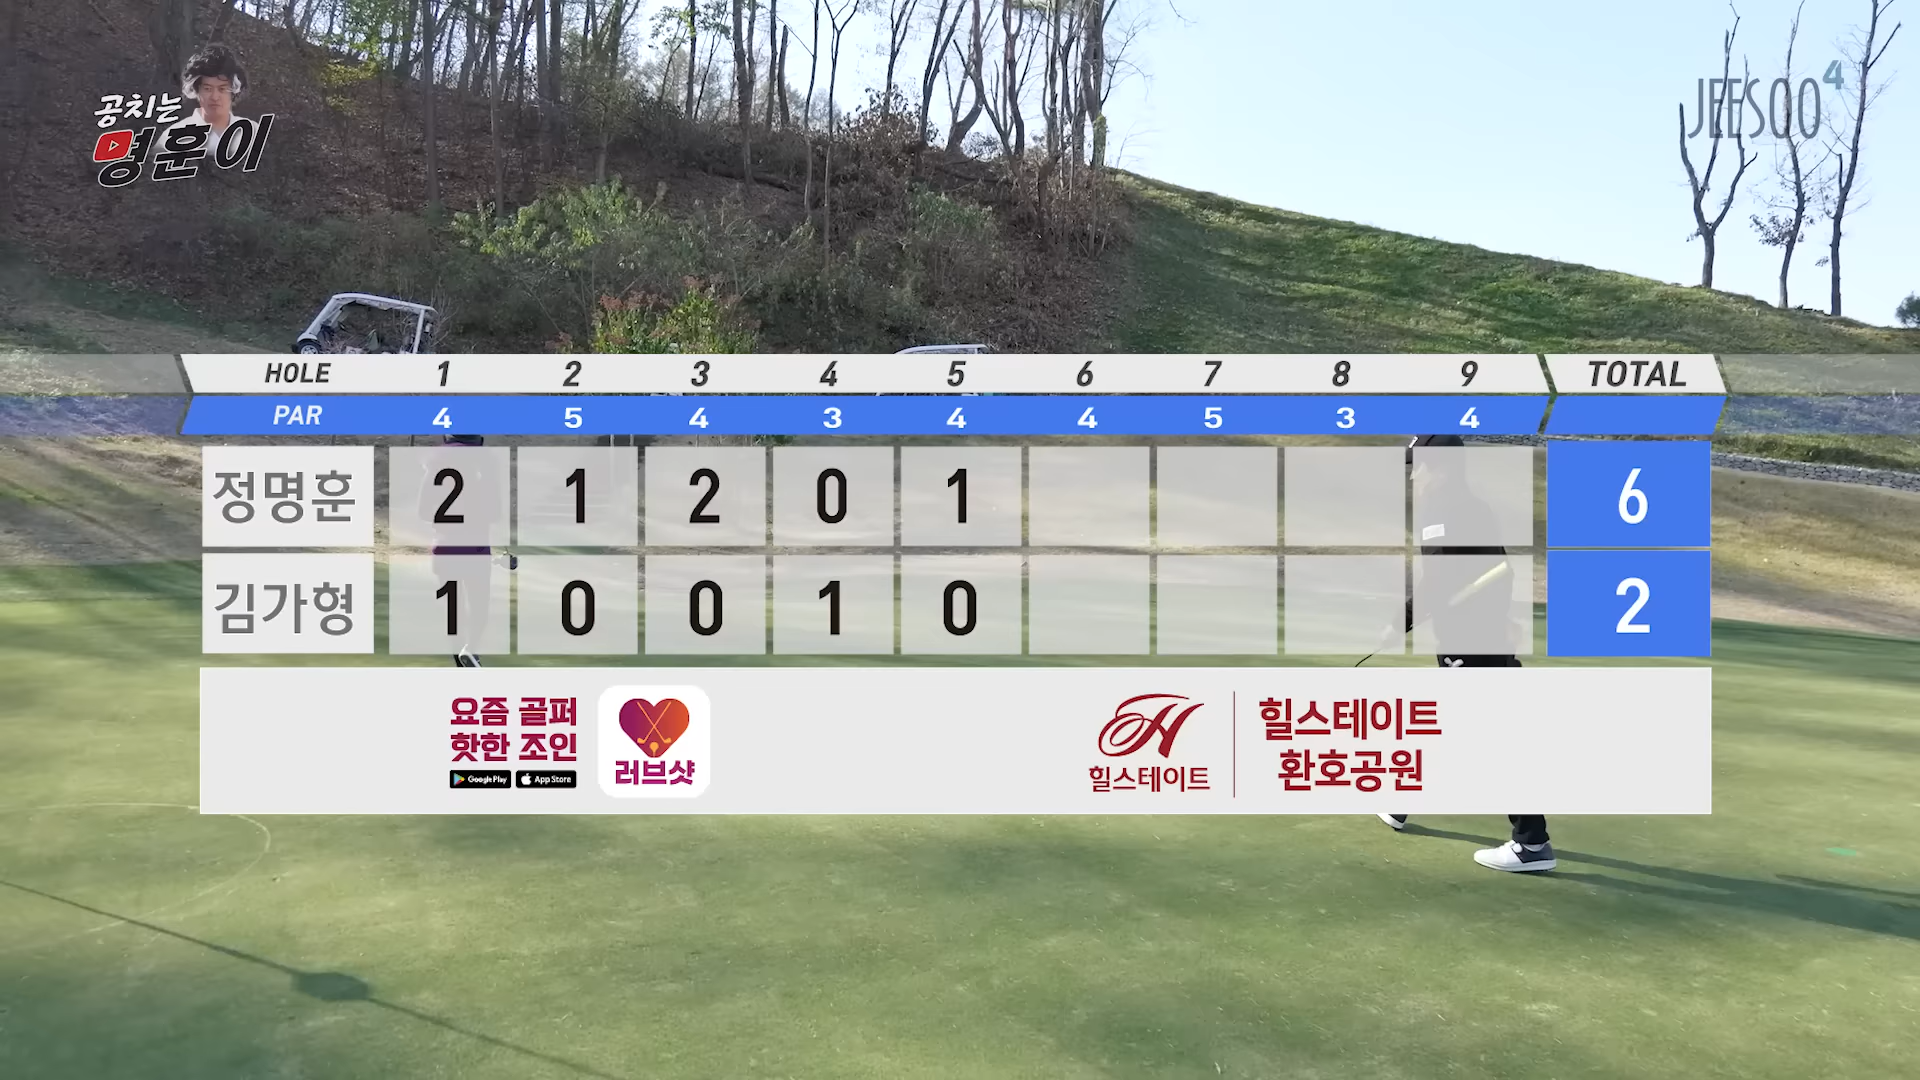 공치는
명훈이
JEESOO4
HOLE 1 2 3 4 5 6 7 8 9 TOTAL
PAR 4 5 4 3 4 4 5 3 4
정명훈 2 1 2 0 1 6
김가형 1 0 0 1 0 2
요즘 골퍼
핫한 조인
Google Play App Store
러브샷
H
힐스테이트
힐스테이트
환호공원